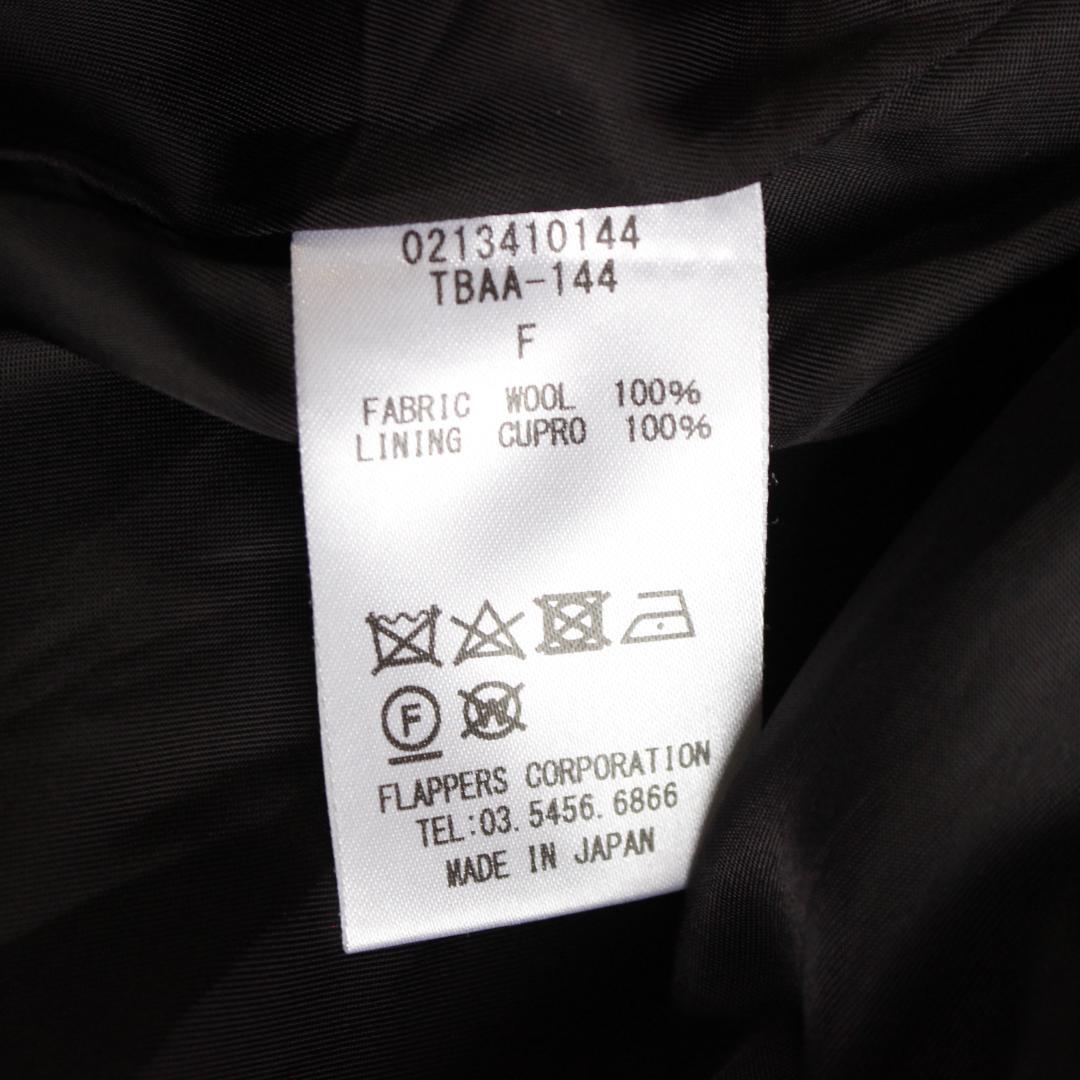 0213410144
TBAA-144
F
FABRIC WOOL 100%
LINING CUPRO 100%
F W
FLAPPERS CORPORATION
TEL:03.5456.6866
MADE IN JAPAN